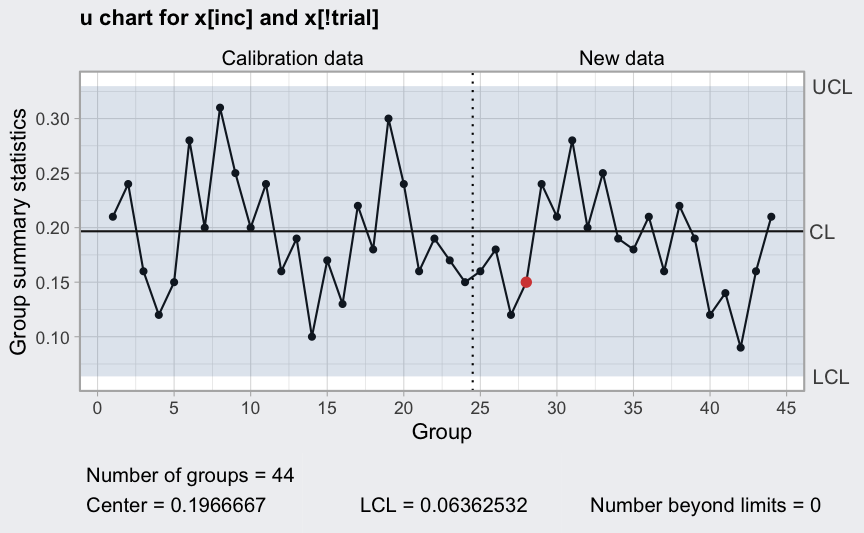 u chart for x[inc] and x[!trial]
Calibration data New data
UCL
0.30
0.25
0.20
CL
0.15
0.10
LCL
Group summary statistics
0 5 10 15 20 25 30 35 40 45
Group
Number of groups = 44
Center = 0.1966667 LCL = 0.06362532 Number beyond limits = 0